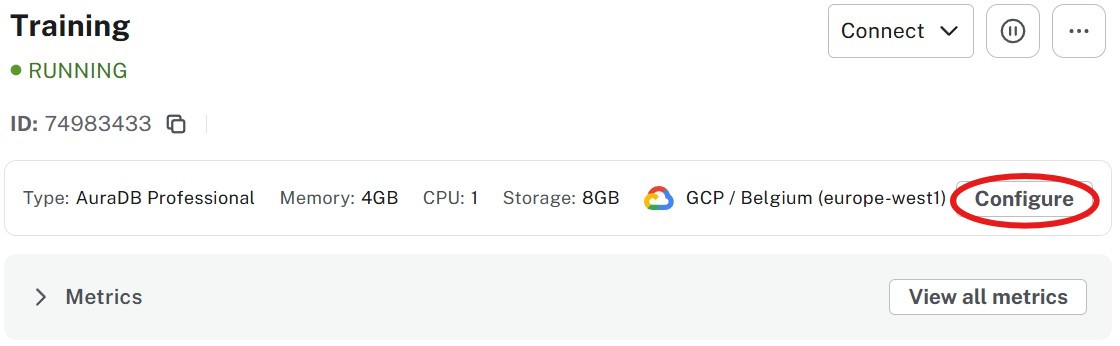 Training
Connect
RUNNING
ID: 74983433
Type: AuraDB Professional Memory: 4GB CPU: 1 Storage: 8GB GCP / Belgium (europe-west1) Configure
Metrics View all metrics